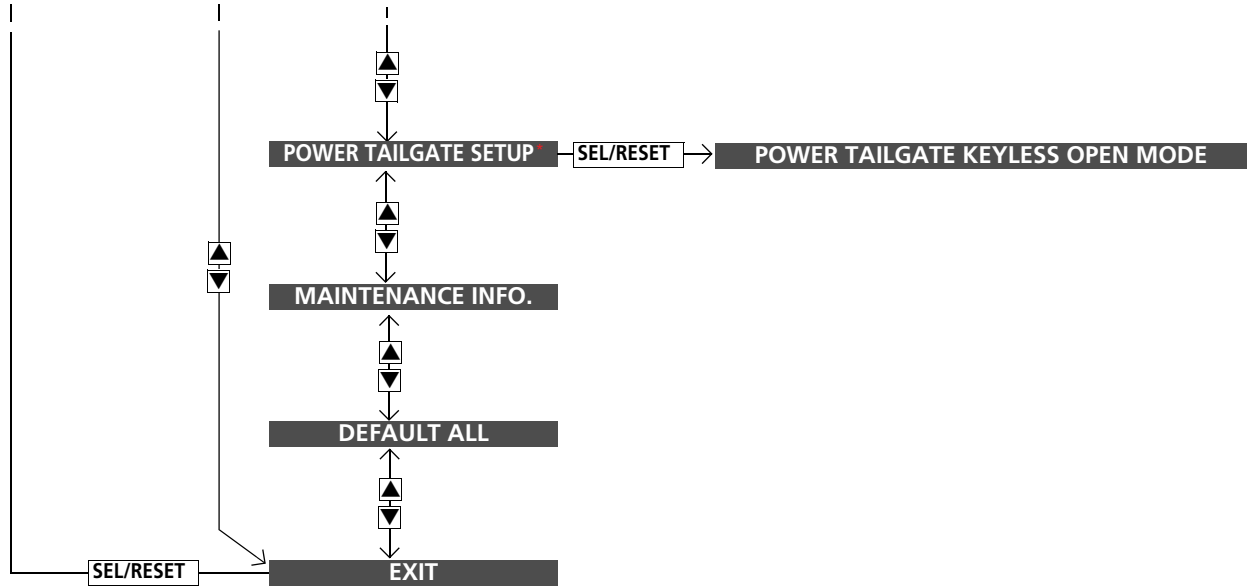 ▲
▼
POWER TAILGATE SETUP* SEL/RESET POWER TAILGATE KEYLESS OPEN MODE
▲
▼
▲
▼
MAINTENANCE INFO.
▲
▼
DEFAULT ALL
▲
▼
SEL/RESET EXIT